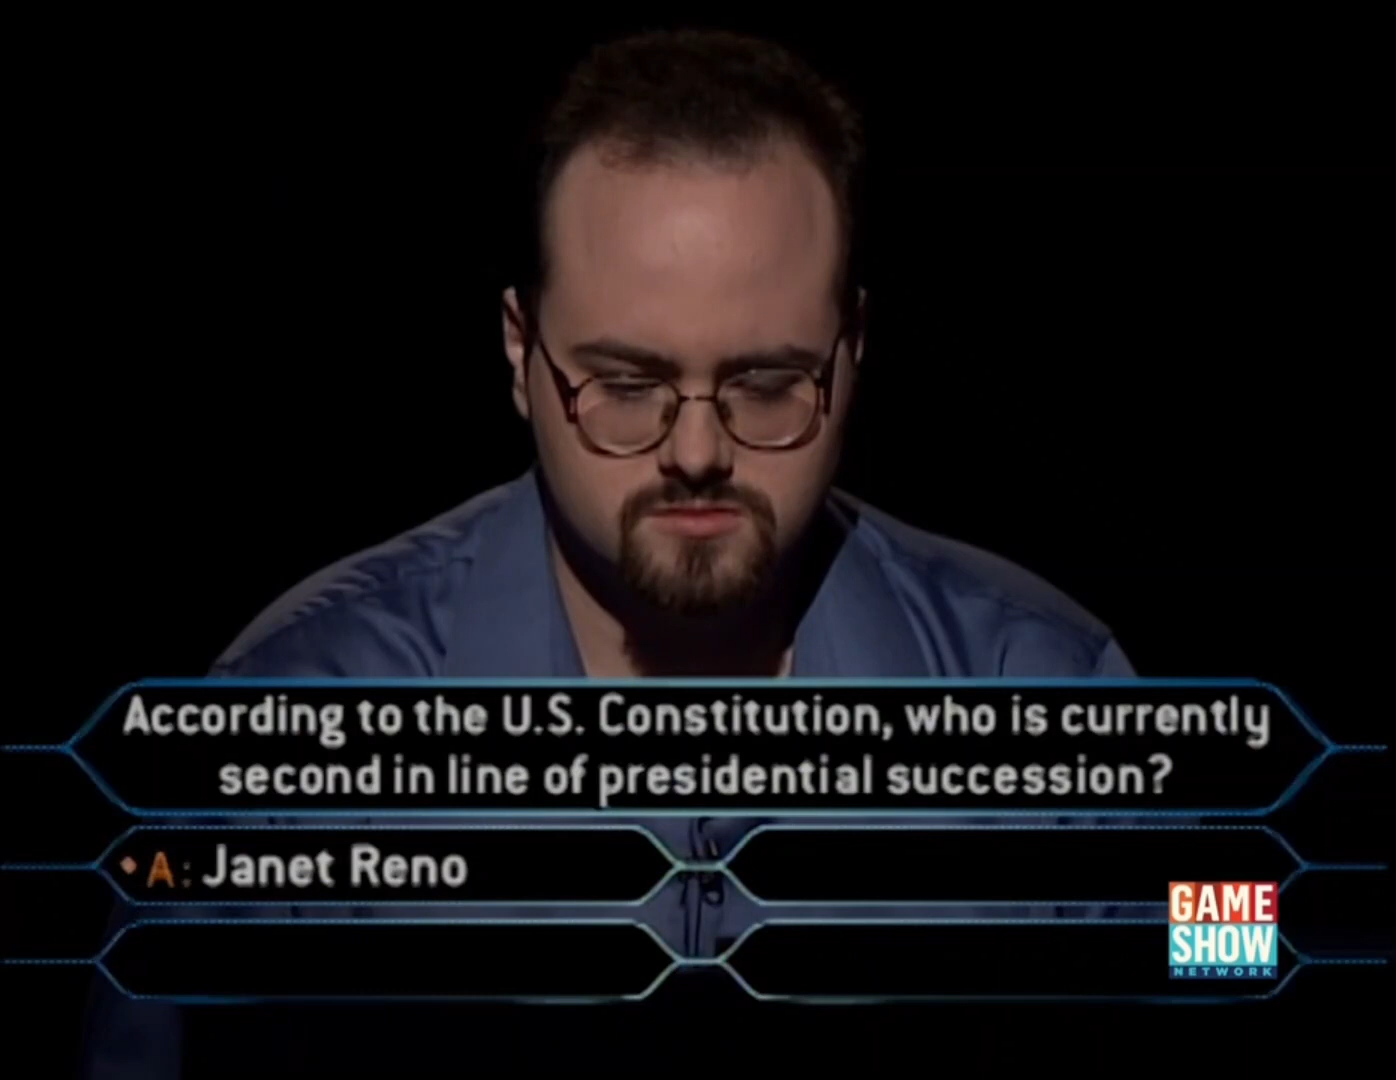 According to the U.S. Constitution, who is currently
second in line of presidential succession?
A: Janet Reno
GAME
SHOW
NETWORK